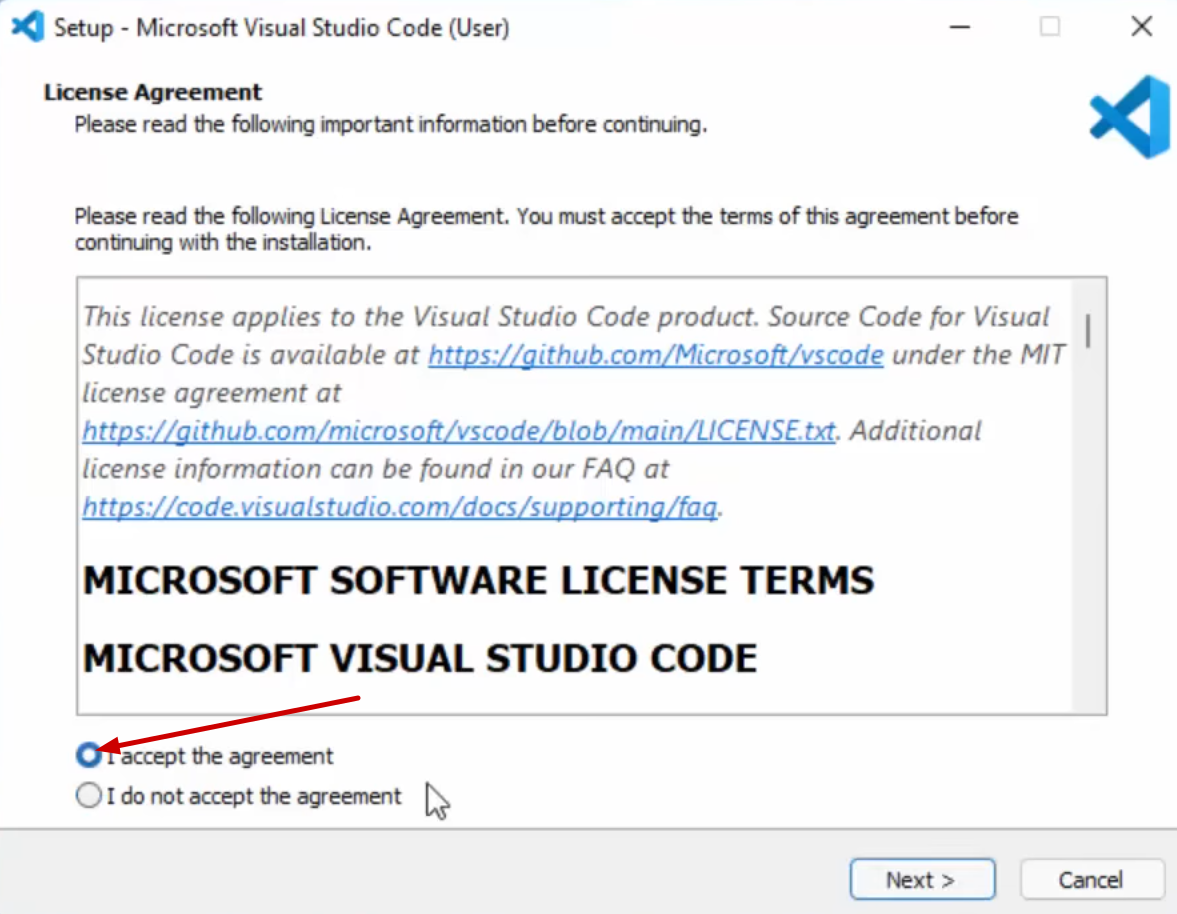 Setup - Microsoft Visual Studio Code (User)
License Agreement
Please read the following important information before continuing.
Please read the following License Agreement. You must accept the terms of this agreement before
continuing with the installation.
This license applies to the Visual Studio Code product. Source Code for Visual
Studio Code is available at https://github.com/Microsoft/vscode under the MIT
license agreement at
https://github.com/microsoft/vscode/blob/main/LICENSE.txt. Additional
license information can be found in our FAQ at
https://code.visualstudio.com/docs/supporting/faq.
MICROSOFT SOFTWARE LICENSE TERMS
MICROSOFT VISUAL STUDIO CODE
I accept the agreement
I do not accept the agreement
Next >
Cancel